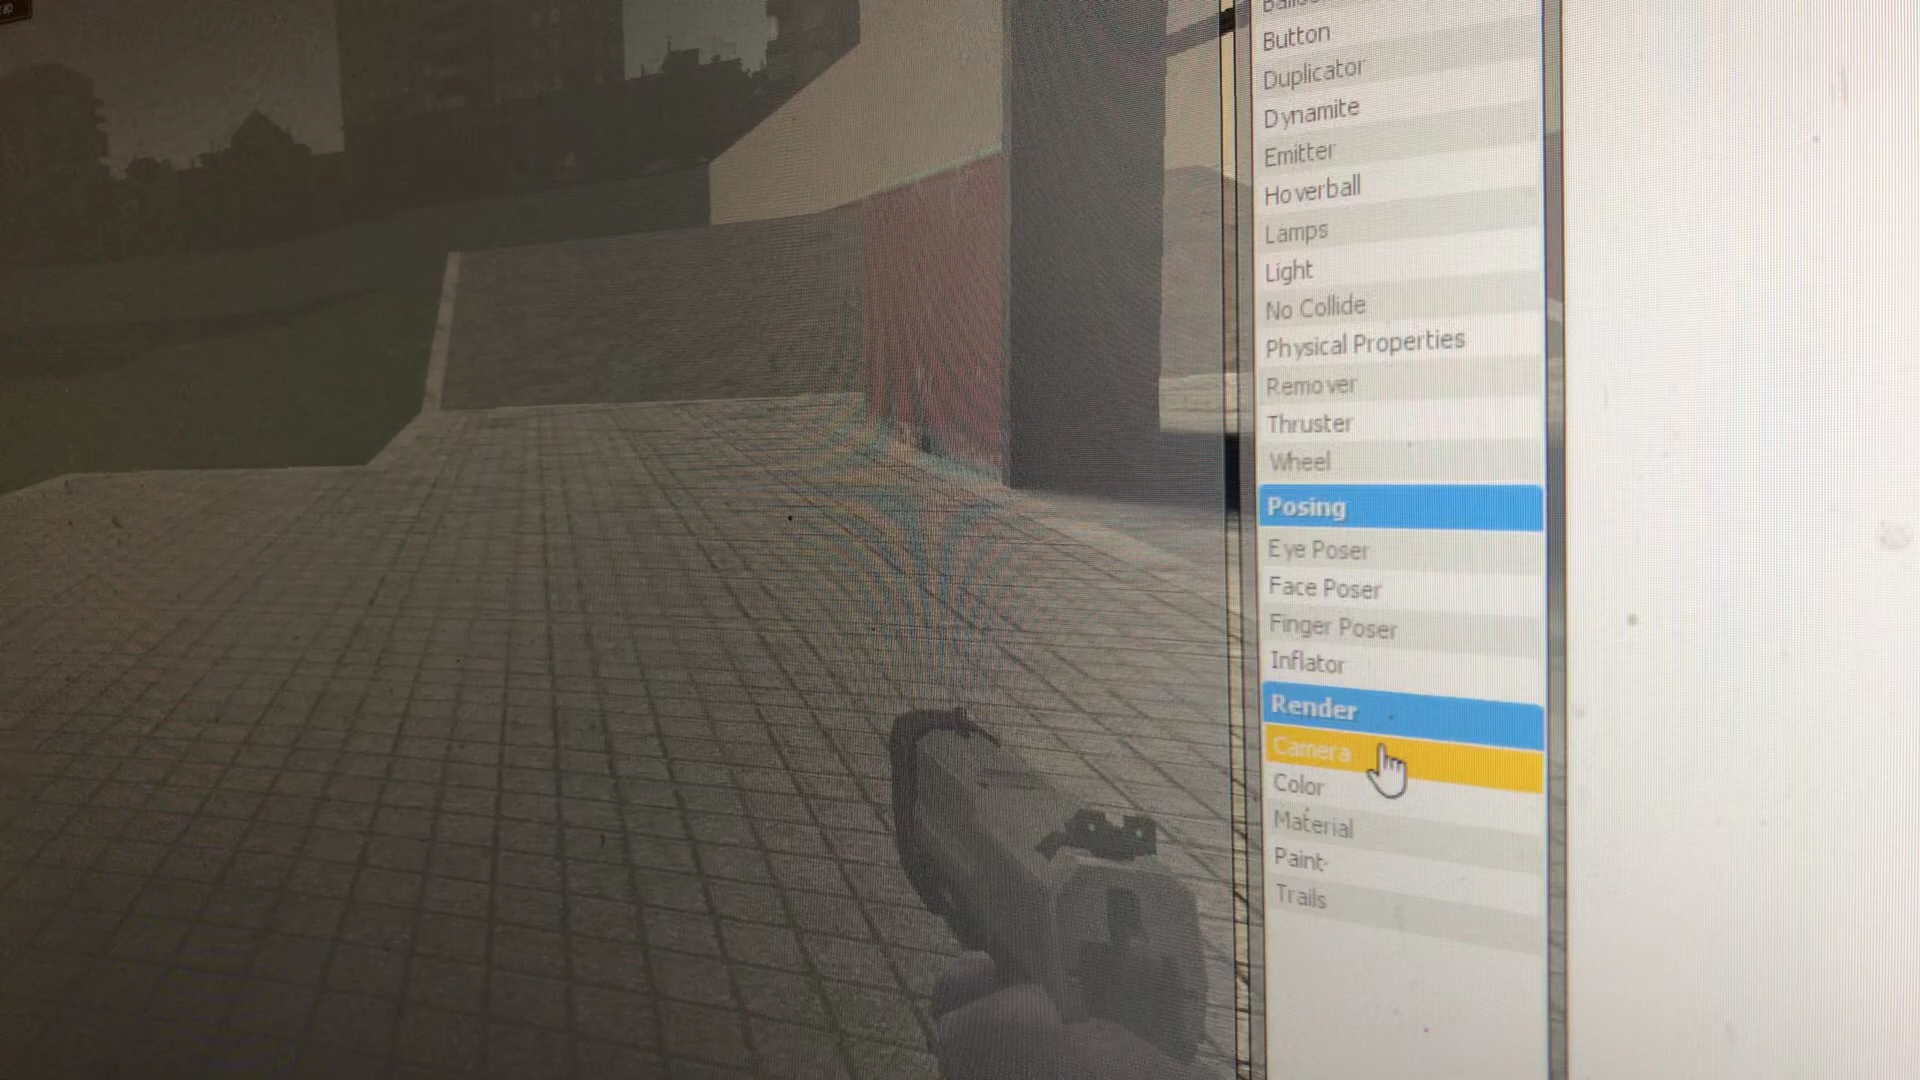 Button
Duplicator
Dynamite
Emitter
Hoverball
Lamps
Light
No Collide
Physical Properties
Remover
Thruster
Wheel
Posing
Eye Poser
Face Poser
Finger Poser
Inflator
Render
Camera
Color
Material
Paint
Trails